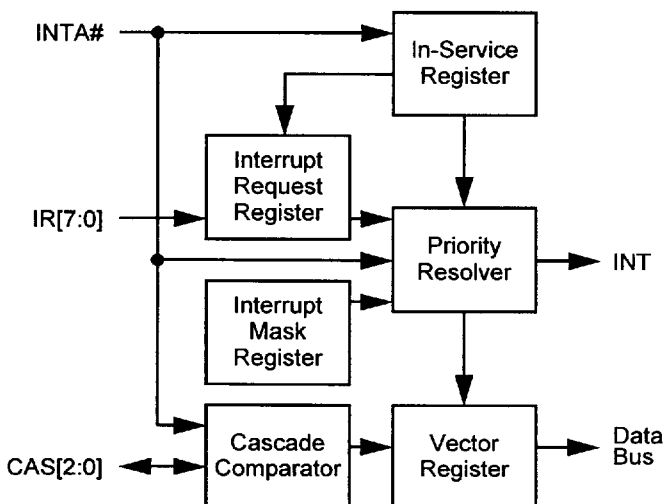 INTA#
In-Service
Register
Interrupt
Request
Register
IR[7:0]
Priority
Resolver
INT
Interrupt
Mask
Register
Cascade
Comparator
CAS[2:0]
Vector
Register
Data
Bus